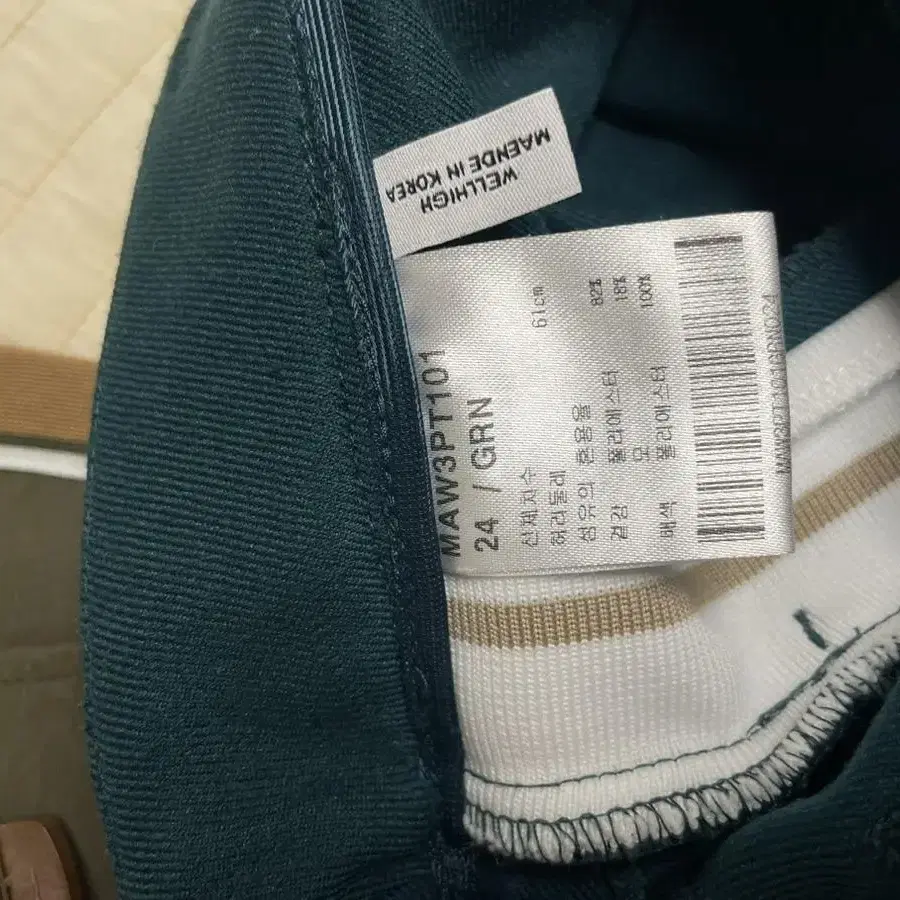 WELLHIGH
MAENDE IN KOREA
MAW3PT101
24 / GRN
신체치수
허리둘레 61cm
섬유의 혼용율
겉감 폴리에스터 82%
면 18%
배색 폴리에스터 100%